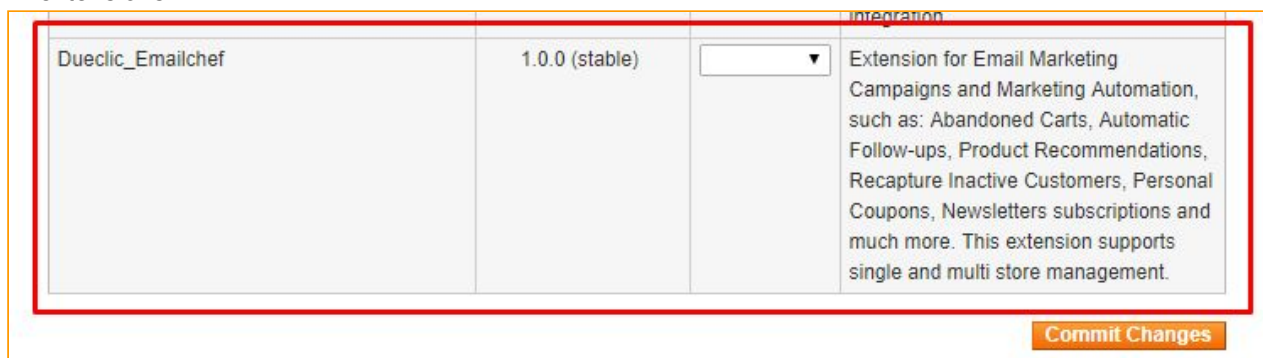 integration
Dueclic_Emailchef
1.0.0 (stable)
Extension for Email Marketing
Campaigns and Marketing Automation,
such as: Abandoned Carts, Automatic
Follow-ups, Product Recommendations,
Recapture Inactive Customers, Personal
Coupons, Newsletters subscriptions and
much more. This extension supports
single and multi store management.
Commit Changes